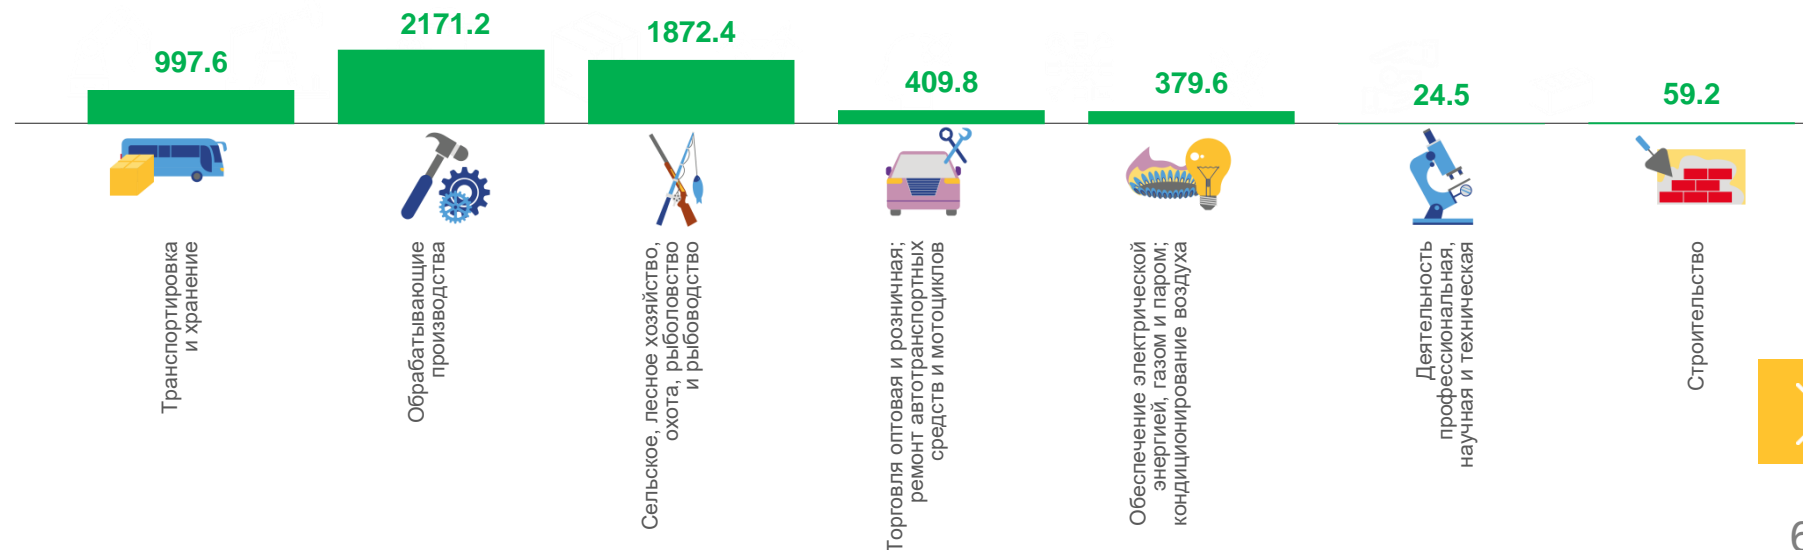 997.6
2171.2
1872.4
409.8
379.6
24.5
59.2
Транспортировка
и хранение
Обрабатывающие
производства
Сельское, лесное хозяйство,
охота, рыболовство
и рыбоводство
Торговля оптовая и розничная;
ремонт автотранспортных
средств и мотоциклов
Обеспечение электрической
энергией, газом и паром;
кондиционирование воздуха
Деятельность
профессиональная,
научная и техническая
Строительство
6